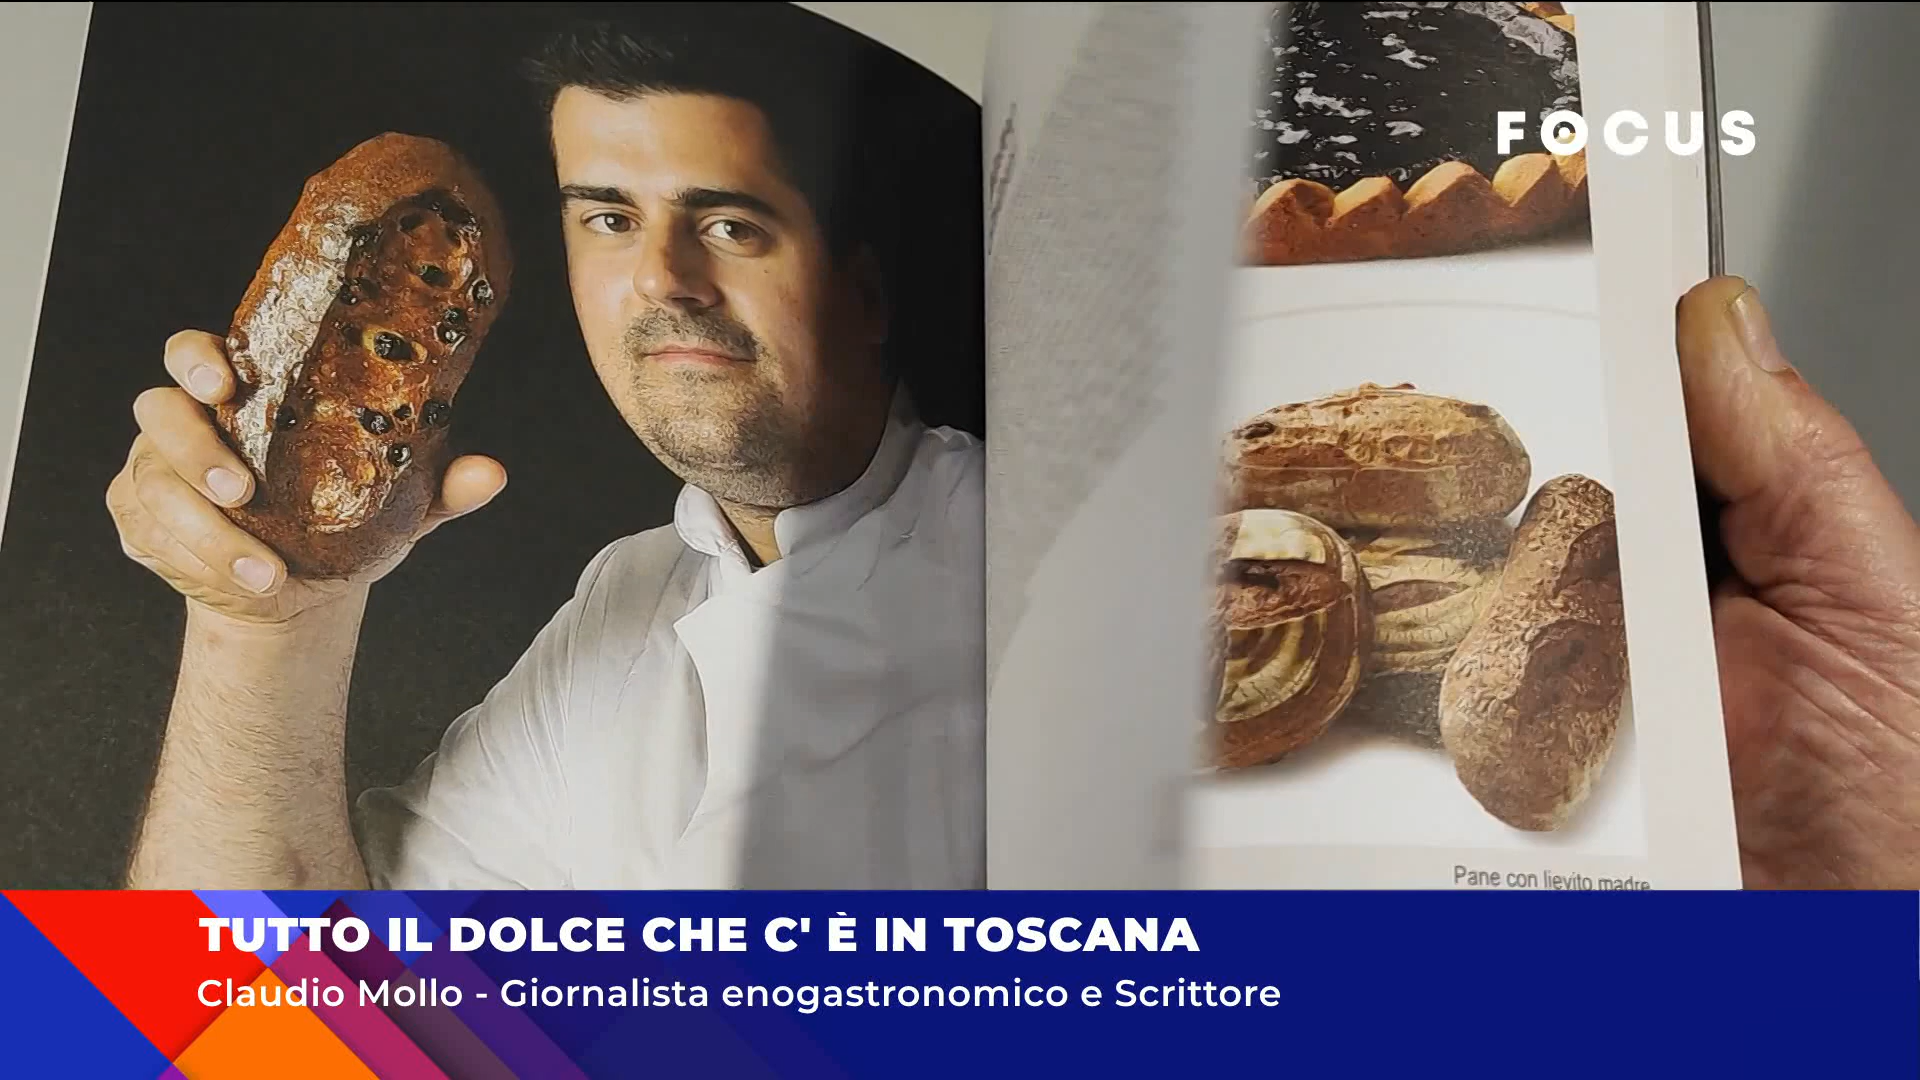 FOCUS
Pane con lievito madre
TUTTO IL DOLCE CHE C' È IN TOSCANA
Claudio Mollo - Giornalista enogastronomico e Scrittore